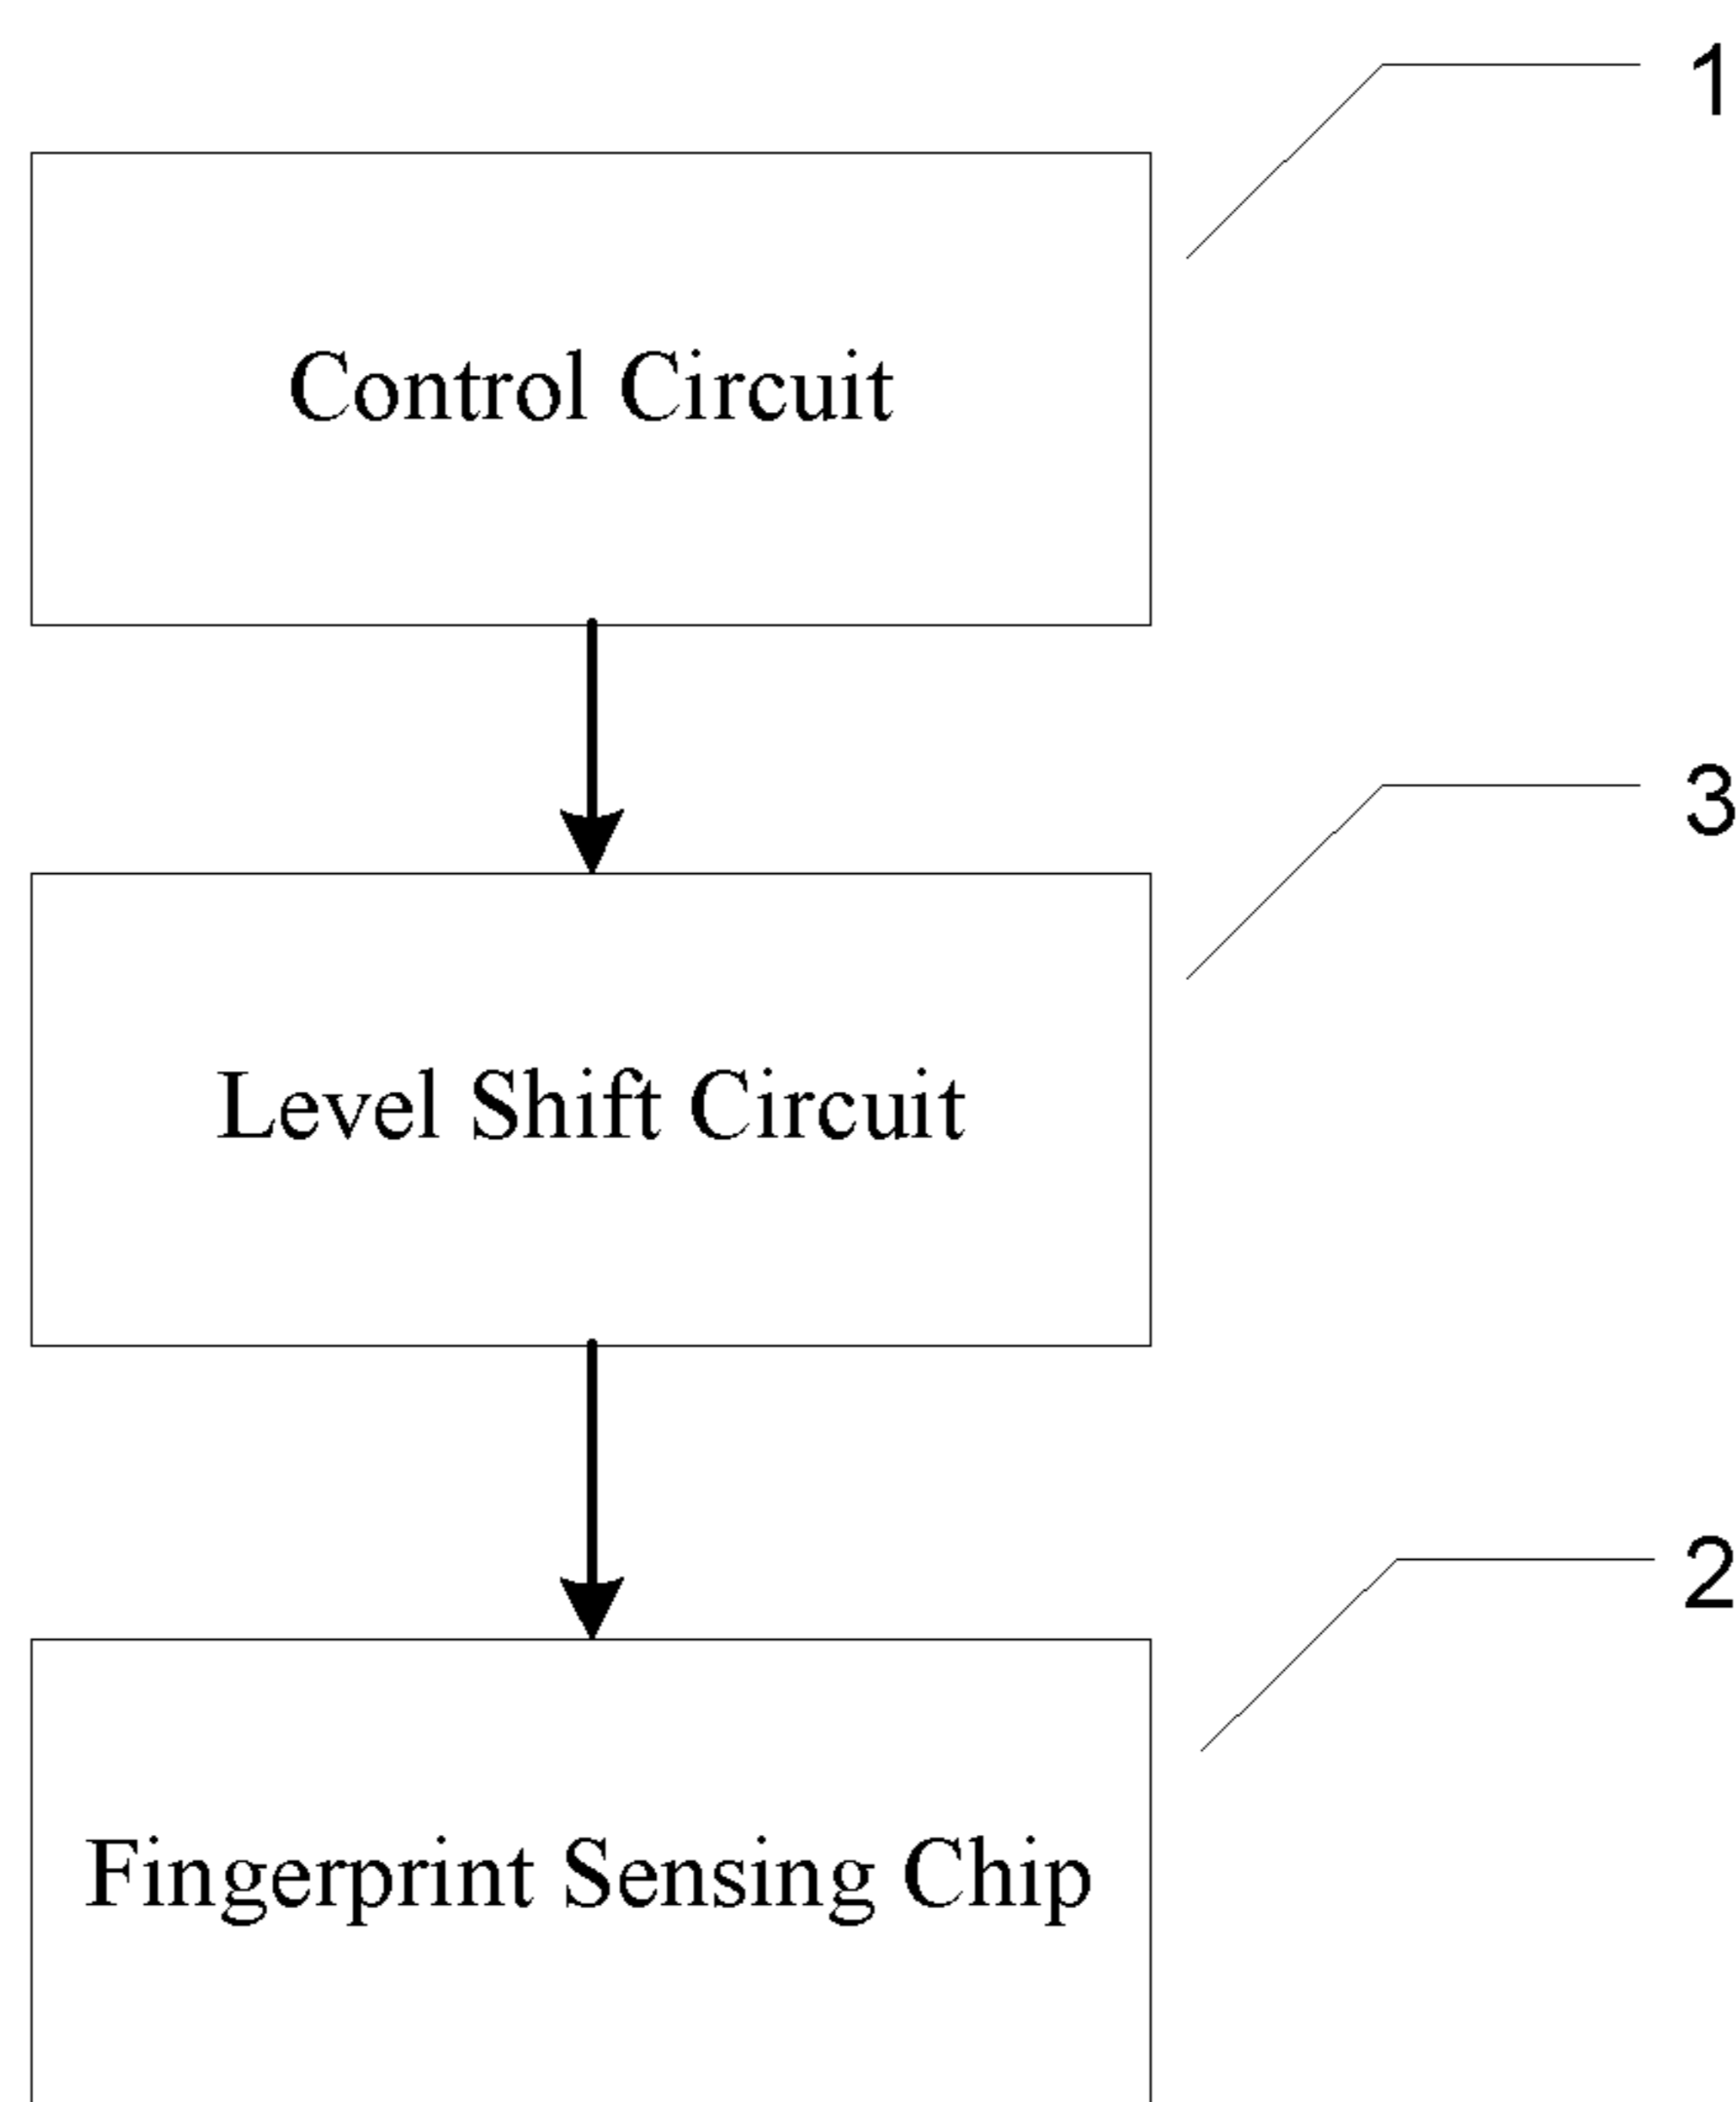 1
Control Circuit
3
Level Shift Circuit
2
Fingerprint Sensing Chip